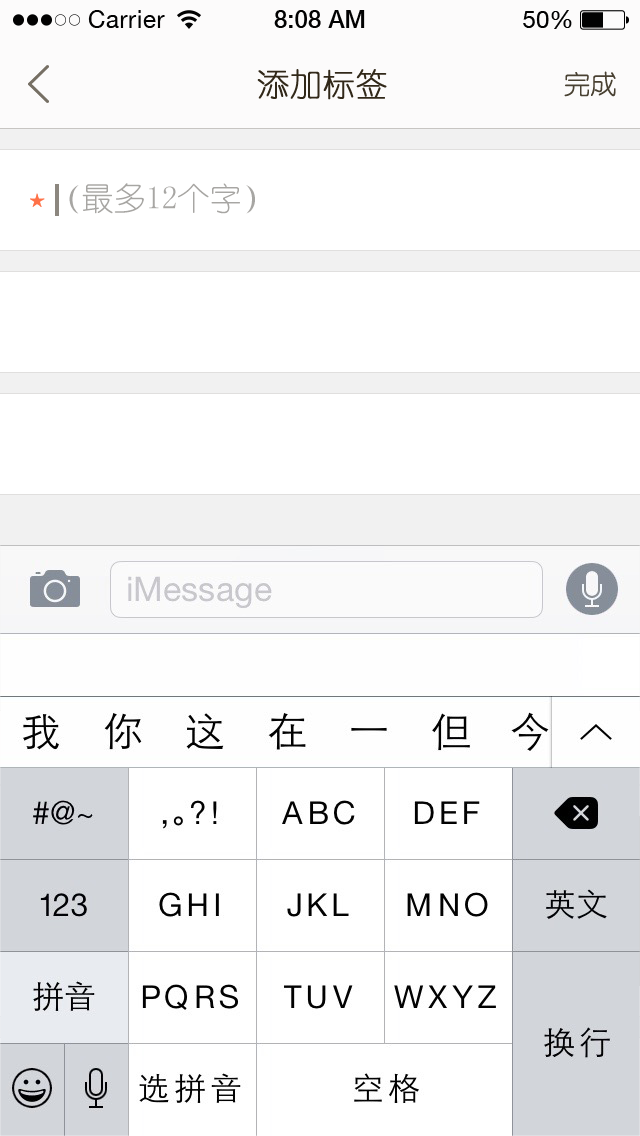 Carrier 8:08 AM 50%
添加标签 完成
(最多12个字)
iMessage
我 你 这 在 一 但 今
#@~ ,。?! ABC DEF
123 GHI JKL MNO 英文
拼音 PQRS TUV WXYZ
换行
选拼音 空格